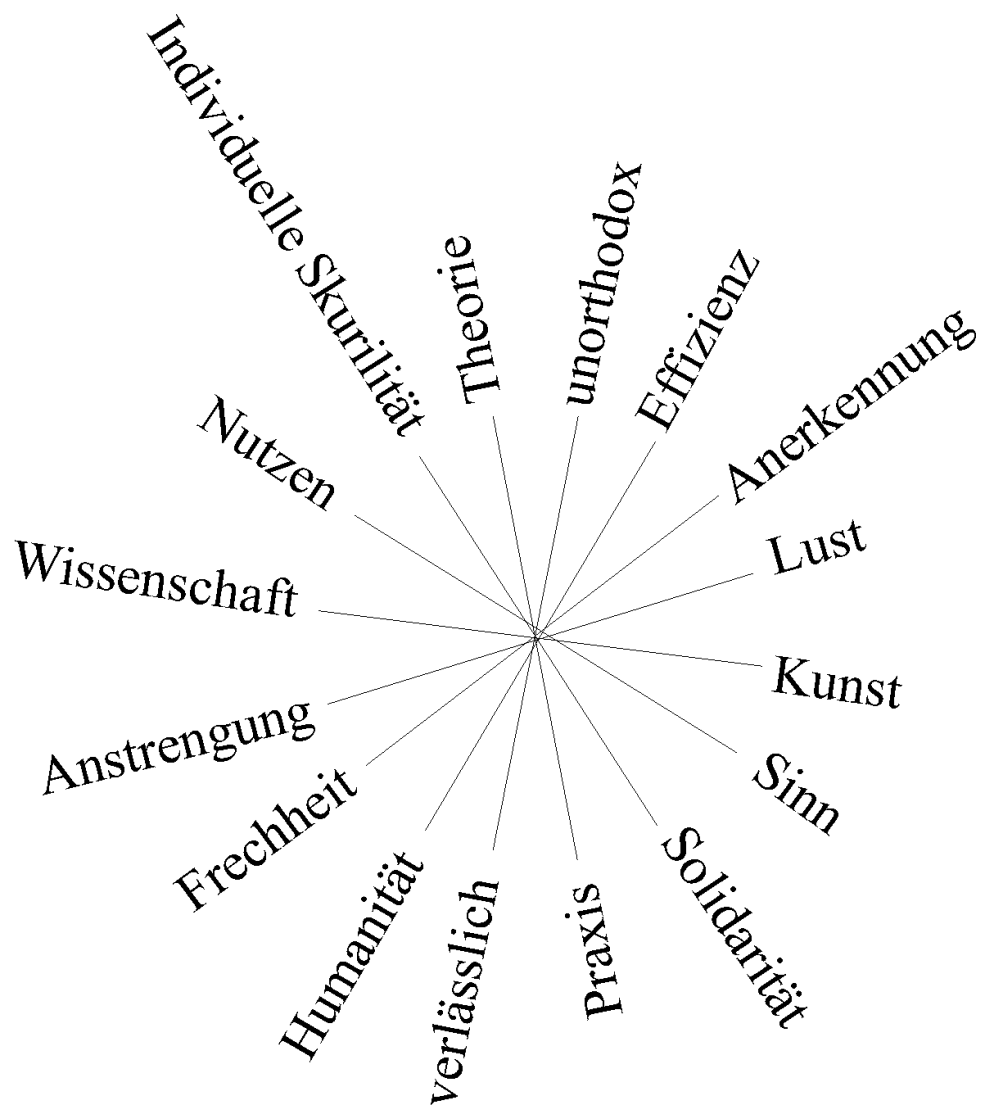 Individuelle Skurilität
Theorie
unorthodox
Effizienz
Anerkennung
Lust
Kunst
Sinn
Solidarität
Praxis
verlässlich
Humanität
Frechheit
Anstrengung
Wissenschaft
Nutzen